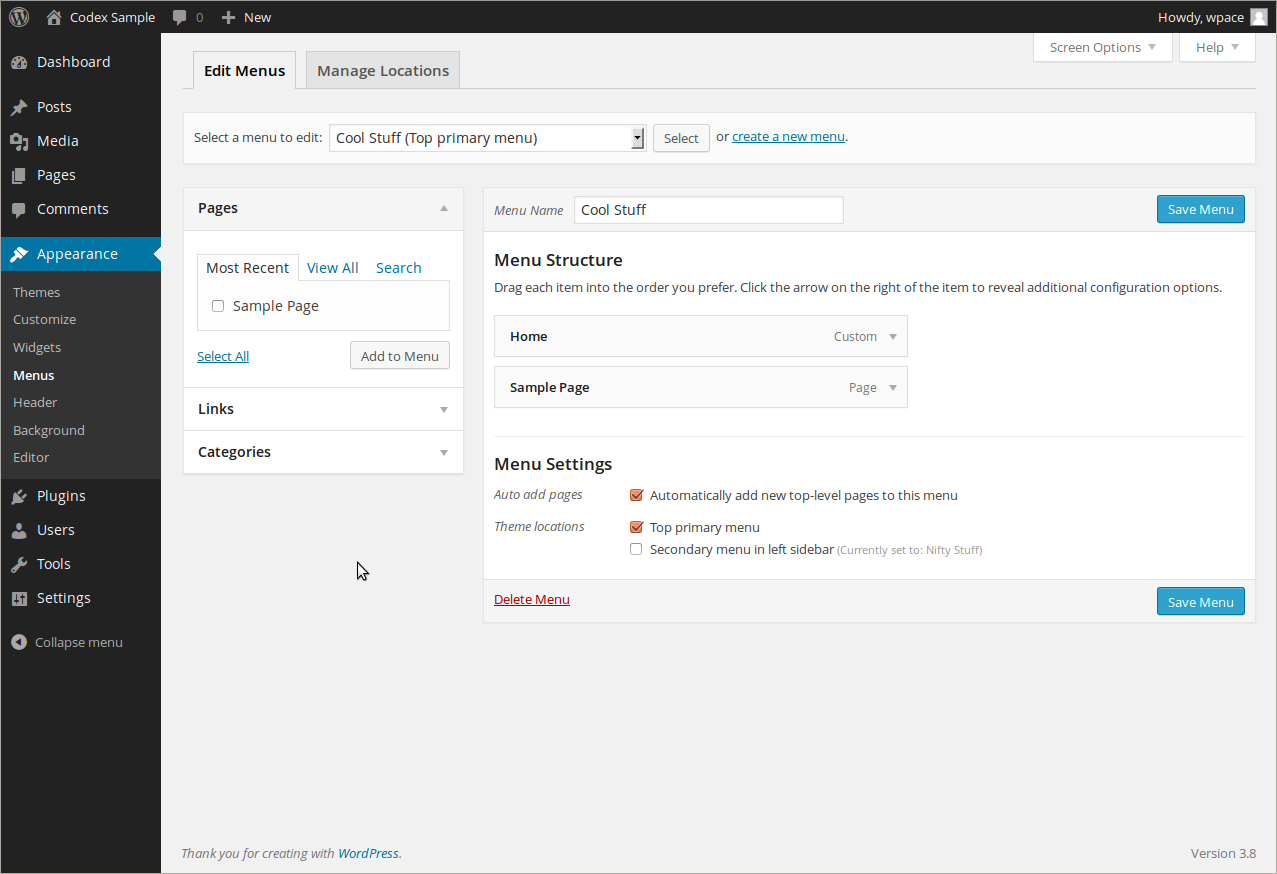 Codex Sample 0 New Howdy, wpace
Screen Options Help
Dashboard
Posts
Media
Pages
Comments
Appearance
Themes
Customize
Widgets
Menus
Header
Background
Editor
Plugins
Users
Tools
Settings
Collapse menu
Edit Menus Manage Locations
Select a menu to edit: Cool Stuff (Top primary menu) Select or create a new menu.
Pages
Most Recent View All Search
Sample Page
Select All Add to Menu
Links
Categories
Menu Name Cool Stuff Save Menu
Menu Structure
Drag each item into the order you prefer. Click the arrow on the right of the item to reveal additional configuration options.
Home Custom
Sample Page Page
Menu Settings
Auto add pages Automatically add new top-level pages to this menu
Theme locations Top primary menu
Secondary menu in left sidebar (Currently set to: Nifty Stuff)
Delete Menu Save Menu
Thank you for creating with WordPress. Version 3.8